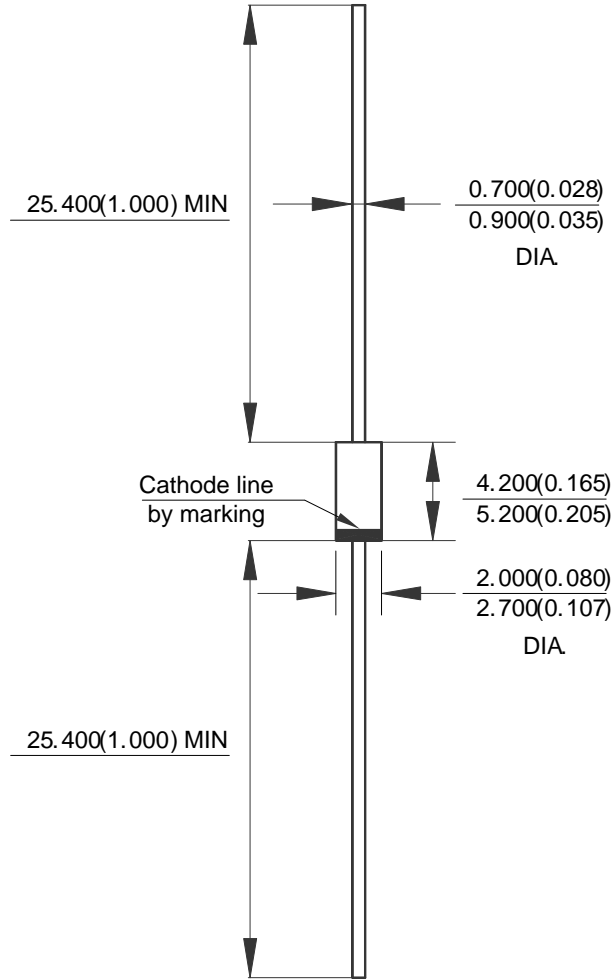 25.400(1.000) MIN
0.700(0.028)
0.900(0.035)
DIA.
Cathode line
by marking
4.200(0.165)
5.200(0.205)
2.000(0.080)
2.700(0.107)
DIA.
25.400(1.000) MIN